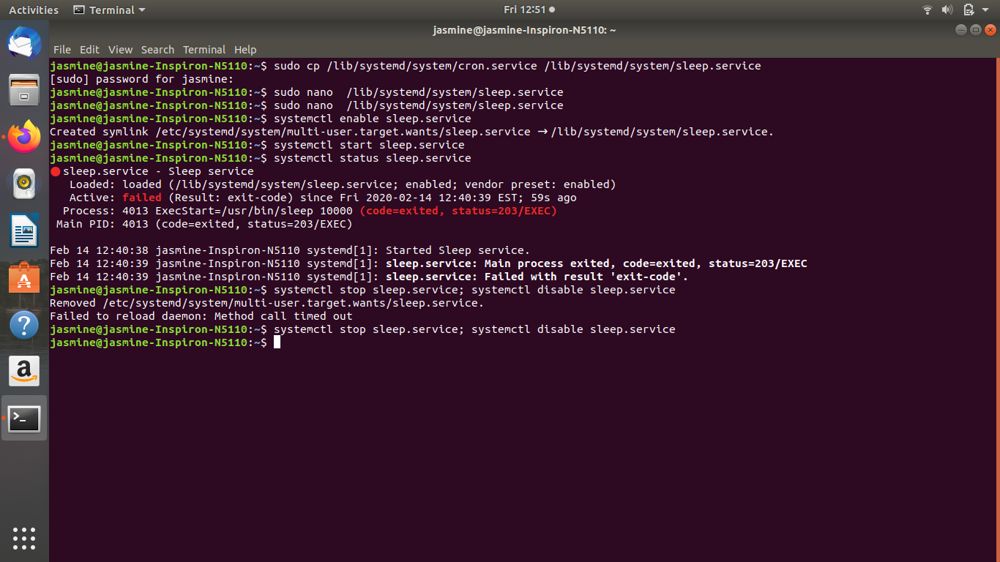 Activities Terminal Fri 12:51
jasmine@jasmine-Inspiron-N5110: ~
File Edit View Search Terminal Help
jasmine@jasmine-Inspiron-N5110:~$ sudo cp /lib/systemd/system/cron.service /lib/systemd/system/sleep.service
[sudo] password for jasmine:
jasmine@jasmine-Inspiron-N5110:~$ sudo nano  /lib/systemd/system/sleep.service
jasmine@jasmine-Inspiron-N5110:~$ sudo nano  /lib/systemd/system/sleep.service
jasmine@jasmine-Inspiron-N5110:~$ systemctl enable sleep.service
Created symlink /etc/systemd/system/multi-user.target.wants/sleep.service → /lib/systemd/system/sleep.service.
jasmine@jasmine-Inspiron-N5110:~$ systemctl start sleep.service
jasmine@jasmine-Inspiron-N5110:~$ systemctl status sleep.service
● sleep.service - Sleep service
   Loaded: loaded (/lib/systemd/system/sleep.service; enabled; vendor preset: enabled)
   Active: failed (Result: exit-code) since Fri 2020-02-14 12:40:39 EST; 59s ago
  Process: 4013 ExecStart=/usr/bin/sleep 10000 (code=exited, status=203/EXEC)
 Main PID: 4013 (code=exited, status=203/EXEC)
Feb 14 12:40:38 jasmine-Inspiron-N5110 systemd[1]: Started Sleep service.
Feb 14 12:40:39 jasmine-Inspiron-N5110 systemd[1]: sleep.service: Main process exited, code=exited, status=203/EXEC
Feb 14 12:40:39 jasmine-Inspiron-N5110 systemd[1]: sleep.service: Failed with result 'exit-code'.
jasmine@jasmine-Inspiron-N5110:~$ systemctl stop sleep.service; systemctl disable sleep.service
Removed /etc/systemd/system/multi-user.target.wants/sleep.service.
Failed to reload daemon: Method call timed out
jasmine@jasmine-Inspiron-N5110:~$ systemctl stop sleep.service; systemctl disable sleep.service
jasmine@jasmine-Inspiron-N5110:~$